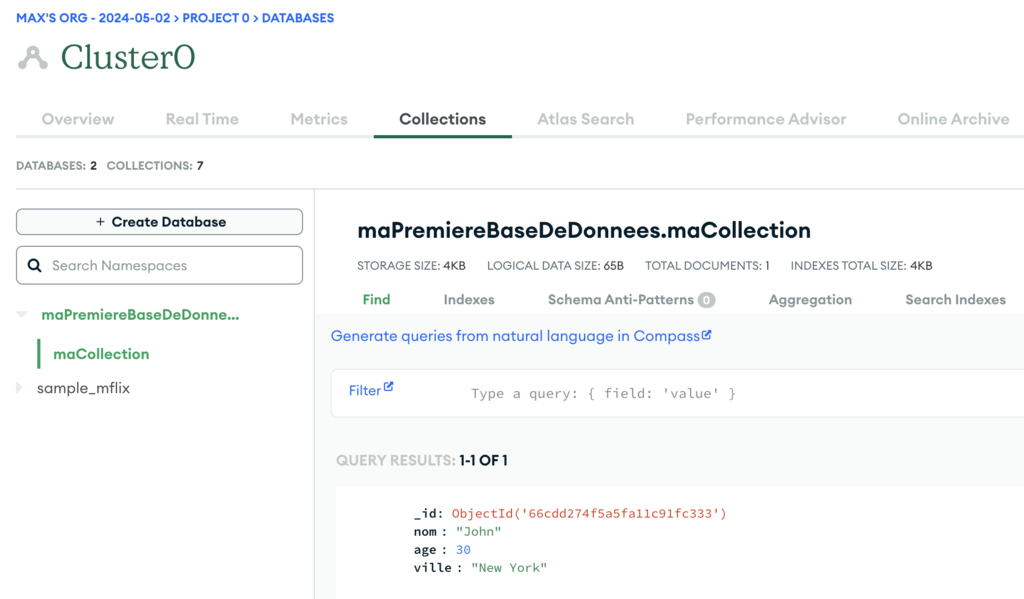 MAX'S ORG - 2024-05-02 > PROJECT 0 > DATABASES
Cluster0
Overview Real Time Metrics Collections Atlas Search Performance Advisor Online Archive
DATABASES: 2 COLLECTIONS: 7
+ Create Database
Search Namespaces
maPremiereBaseDeDonne...
maCollection
sample_mflix
maPremiereBaseDeDonnees.maCollection
STORAGE SIZE: 4KB LOGICAL DATA SIZE: 65B TOTAL DOCUMENTS: 1 INDEXES TOTAL SIZE: 4KB
Find Indexes Schema Anti-Patterns 0 Aggregation Search Indexes
Generate queries from natural language in Compass
Filter Type a query: { field: 'value' }
QUERY RESULTS: 1-1 OF 1
_id: ObjectId('66cdd274f5a5fa11c91fc333')
nom : "John"
age : 30
ville : "New York"